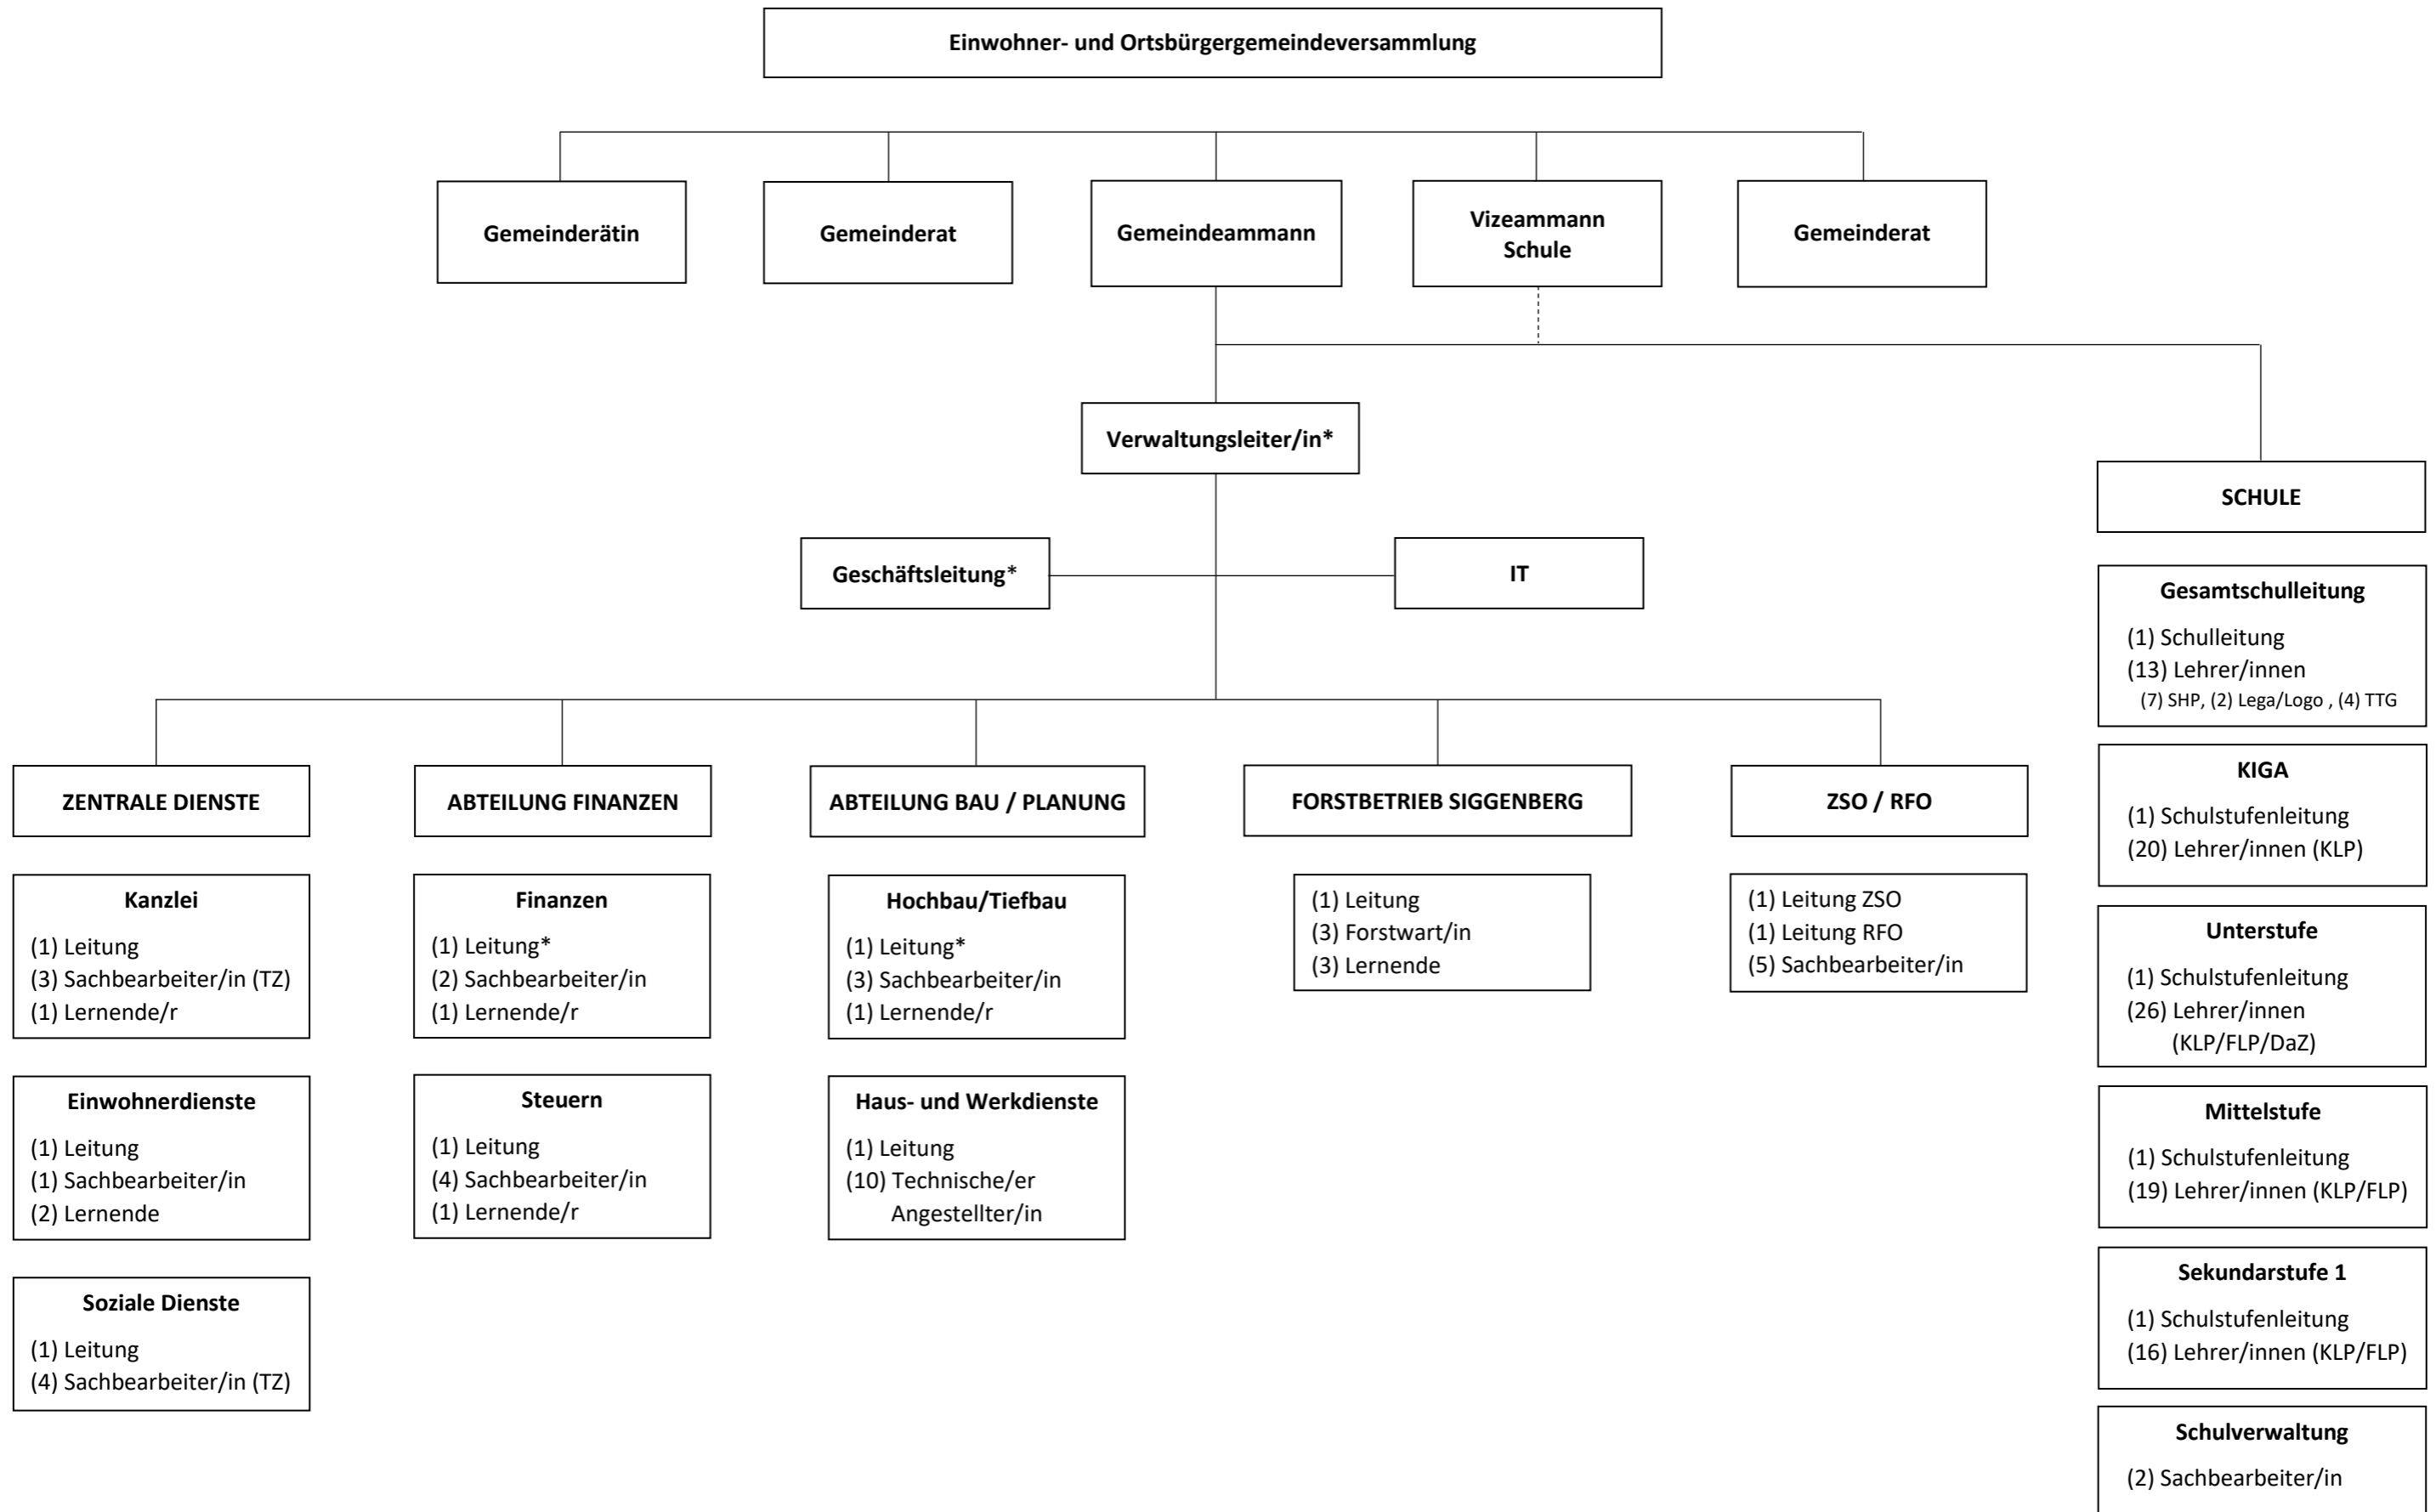 Einwohner- und Ortsbürgergemeindeversammlung
Gemeinderätin
Gemeinderat
Gemeindeammann
Vizeammann
Schule
Gemeinderat
Verwaltungsleiter/in*
Geschäftsleitung*
IT
ZENTRALE DIENSTE
Kanzlei
(1) Leitung
(3) Sachbearbeiter/in (TZ)
(1) Lernende/r
Einwohnerdienste
(1) Leitung
(1) Sachbearbeiter/in
(2) Lernende
Soziale Dienste
(1) Leitung
(4) Sachbearbeiter/in (TZ)
ABTEILUNG FINANZEN
Finanzen
(1) Leitung*
(2) Sachbearbeiter/in
(1) Lernende/r
Steuern
(1) Leitung
(4) Sachbearbeiter/in
(1) Lernende/r
ABTEILUNG BAU / PLANUNG
Hochbau/Tiefbau
(1) Leitung*
(3) Sachbearbeiter/in
(1) Lernende/r
Haus- und Werkdienste
(1) Leitung
(10) Technische/er
Angestellter/in
FORSTBETRIEB SIGGENBERG
(1) Leitung
(3) Forstwart/in
(3) Lernende
ZSO / RFO
(1) Leitung ZSO
(1) Leitung RFO
(5) Sachbearbeiter/in
SCHULE
Gesamtschulleitung
(1) Schulleitung
(13) Lehrer/innen
(7) SHP, (2) Lega/Logo , (4) TTG
KIGA
(1) Schulstufenleitung
(20) Lehrer/innen (KLP)
Unterstufe
(1) Schulstufenleitung
(26) Lehrer/innen
(KLP/FLP/DaZ)
Mittelstufe
(1) Schulstufenleitung
(19) Lehrer/innen (KLP/FLP)
Sekundarstufe 1
(1) Schulstufenleitung
(16) Lehrer/innen (KLP/FLP)
Schulverwaltung
(2) Sachbearbeiter/in